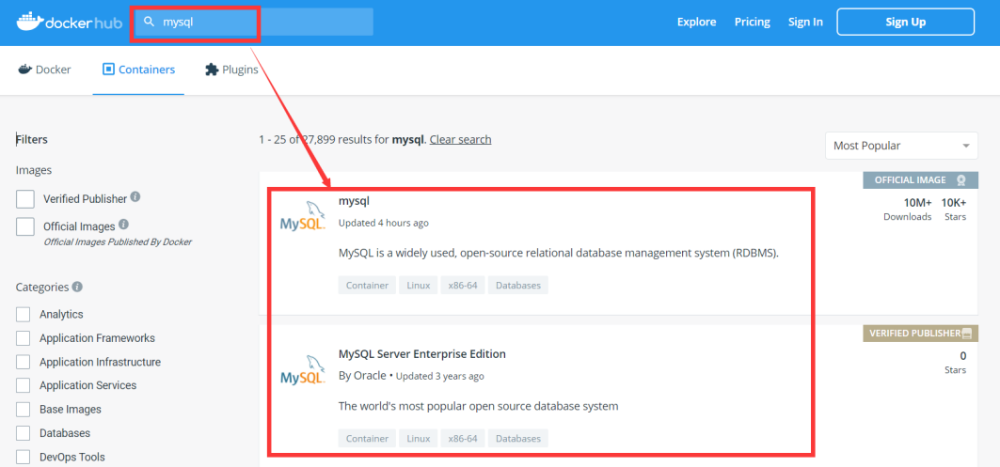 docker hub
mysql
Explore Pricing Sign In Sign Up
Docker Containers Plugins
Filters
Images
Verified Publisher
Official Images
Official Images Published By Docker
Categories
Analytics
Application Frameworks
Application Infrastructure
Application Services
Base Images
Databases
DevOps Tools
1 - 25 of 27,899 results for mysql. Clear search
Most Popular
OFFICIAL IMAGE
MySQL
mysql
Updated 4 hours ago
MySQL is a widely used, open-source relational database management system (RDBMS).
Container Linux x86-64 Databases
10M+ 10K+
Downloads Stars
VERIFIED PUBLISHER
MySQL
MySQL Server Enterprise Edition
By Oracle • Updated 3 years ago
The world's most popular open source database system
Container Linux x86-64 Databases
0
Stars